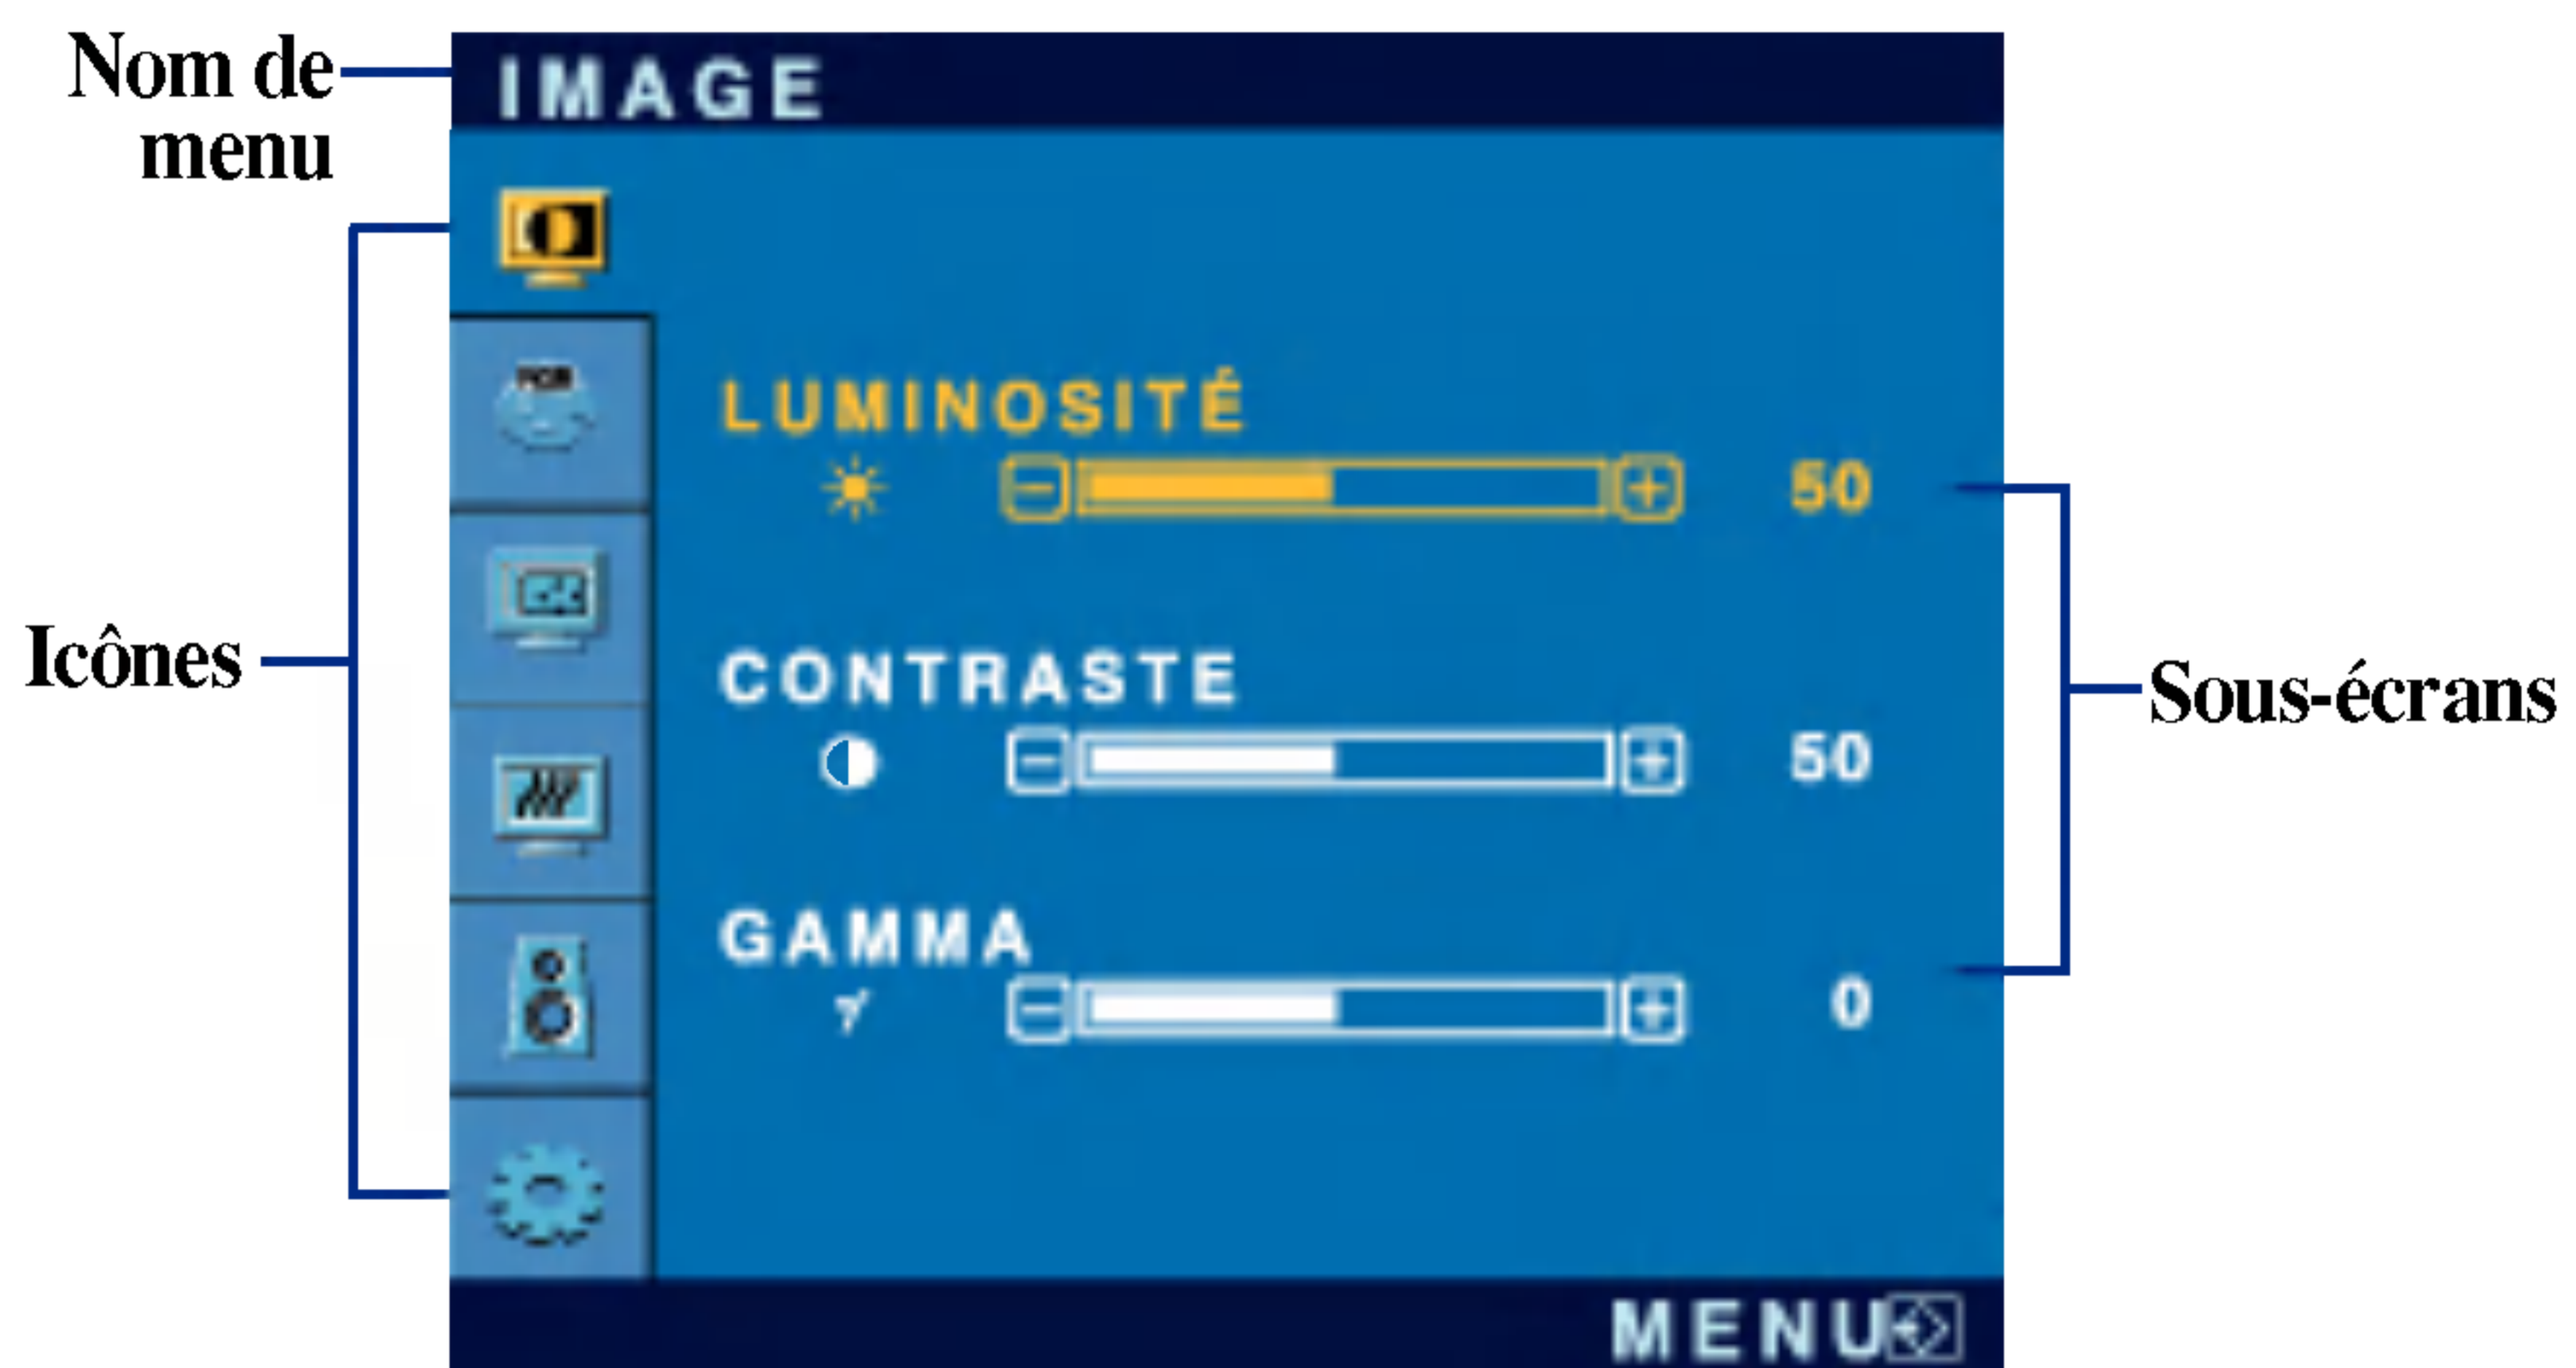 Nom de
menu
IMAGE
LUMINOSITÉ
50
Icônes
CONTRASTE
50
Sous-écrans
GAMMA
0
MENU